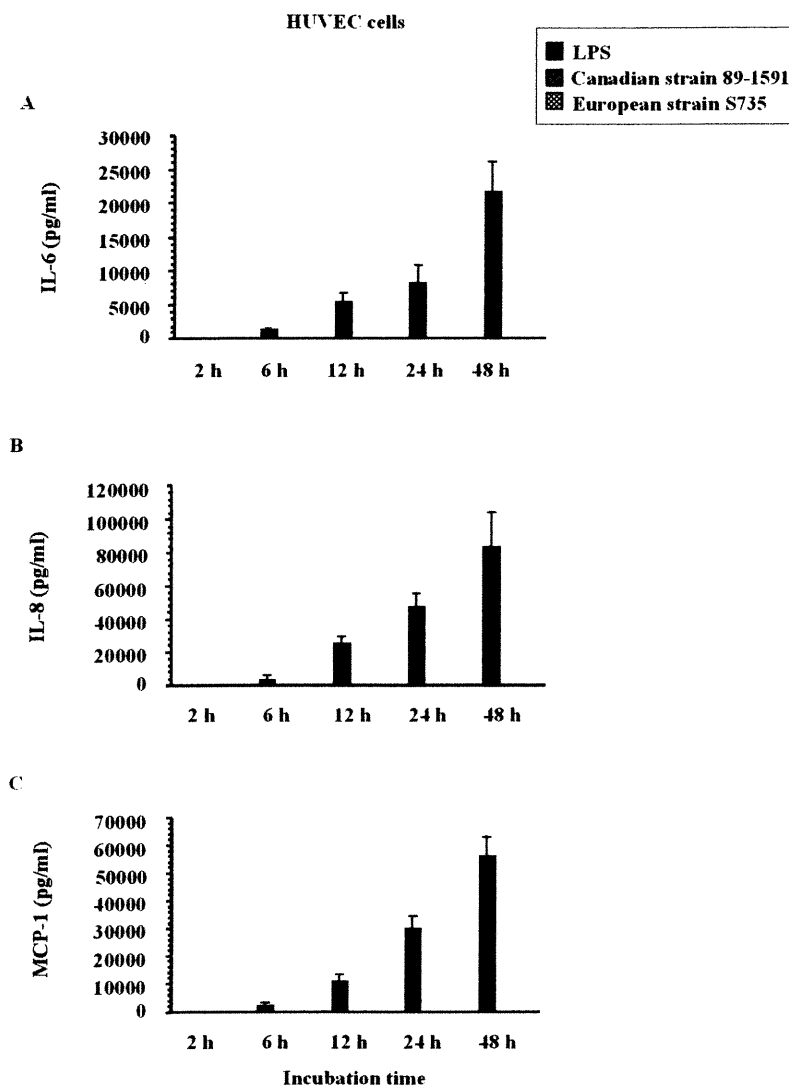 HUVEC cells
LPS
Canadian strain 89-1591
European strain S735
A
IL-6 (pg/ml)
30000
25000
20000
15000
10000
5000
0
2 h 6 h 12 h 24 h 48 h
B
IL-8 (pg/ml)
120000
100000
80000
60000
40000
20000
0
2 h 6 h 12 h 24 h 48 h
C
MCP-1 (pg/ml)
70000
60000
50000
40000
30000
20000
10000
0
2 h 6 h 12 h 24 h 48 h
Incubation time